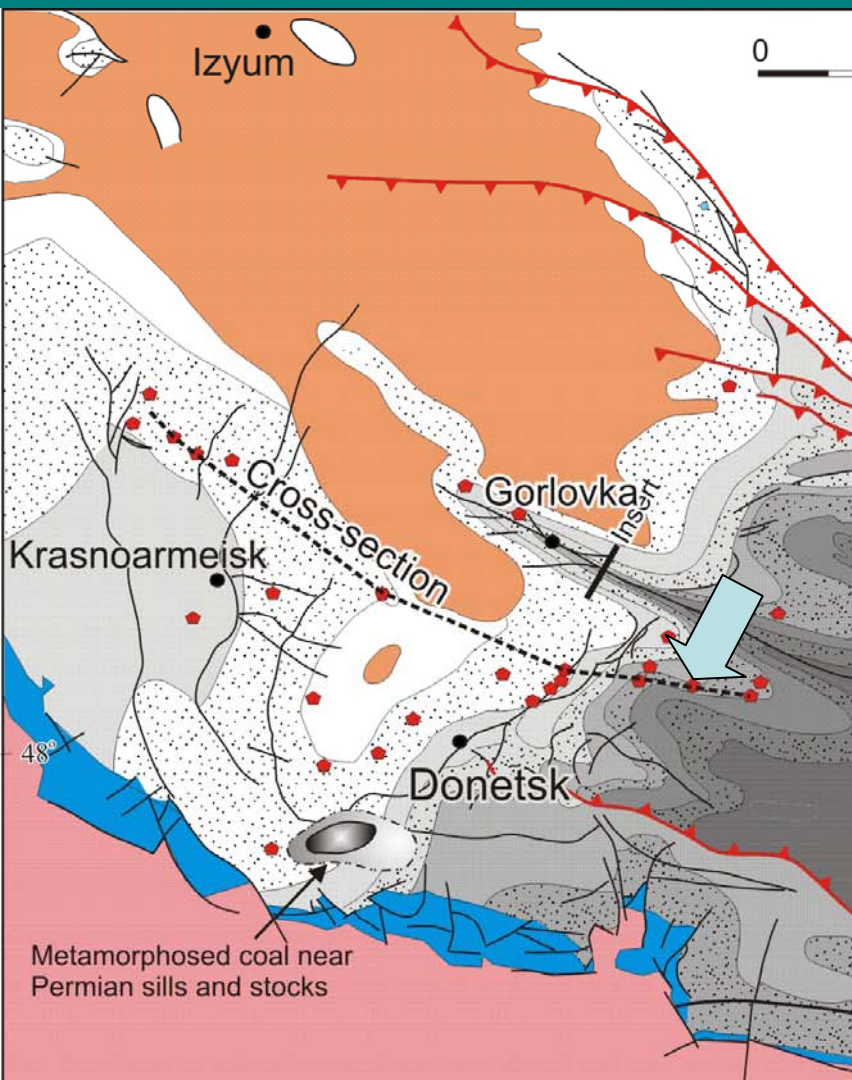 Izyum
0
Gorlovka
Insert
Cross-section
Krasnoarmeisk
48°
Donetsk
Metamorphosed coal near
Permian sills and stocks